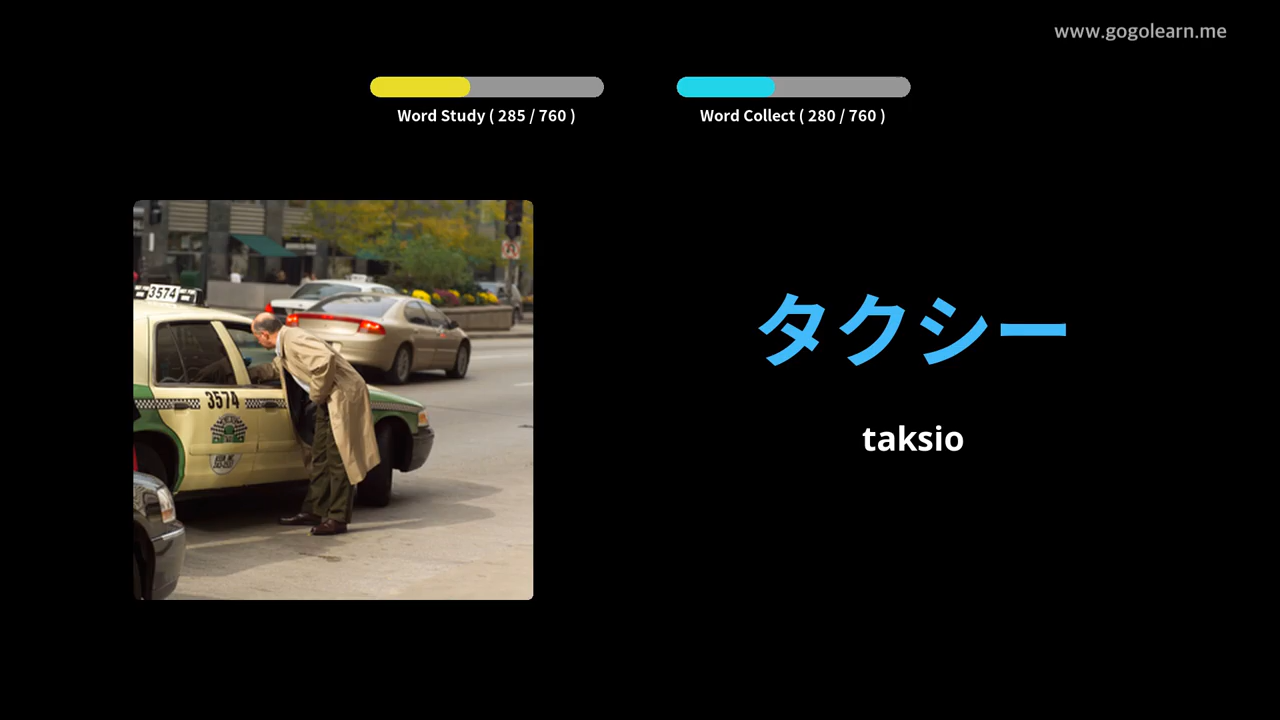 www.gogolearn.me
Word Study ( 285 / 760 )
Word Collect ( 280 / 760 )
3574
3574
タクシー
taksio